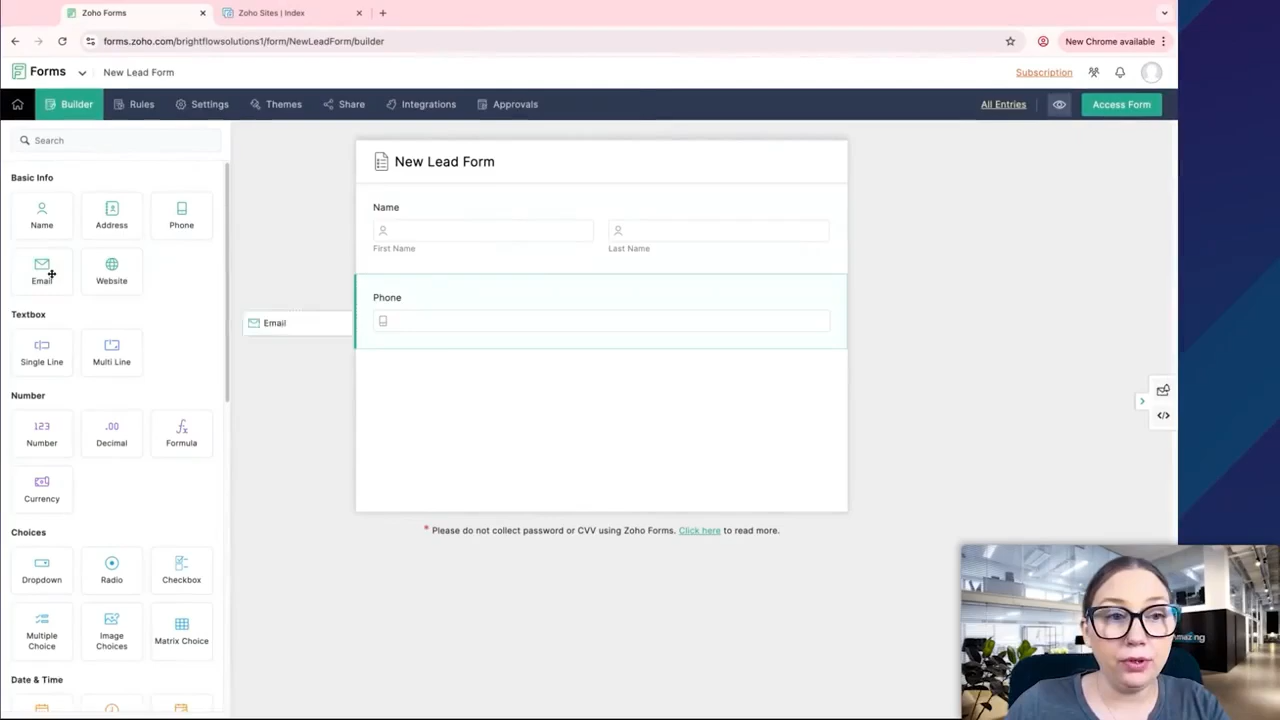 Zoho Forms
Zoho Sites | Index
forms.zoho.com/brightflowsolutions1/form/NewLeadForm/builder
New Chrome available
Forms
New Lead Form
Subscription
Builder
Rules
Settings
Themes
Share
Integrations
Approvals
All Entries
Access Form
Search
Basic Info
Name
Address
Phone
Email
Website
Textbox
Single Line
Multi Line
Number
123
.00
Number
Decimal
Formula
Currency
Choices
Dropdown
Radio
Checkbox
Multiple
Choice
Image
Choices
Matrix Choice
Date & Time
New Lead Form
Name
First Name
Last Name
Email
Phone
* Please do not collect password or CVV using Zoho Forms. Click here to read more.
Amazing